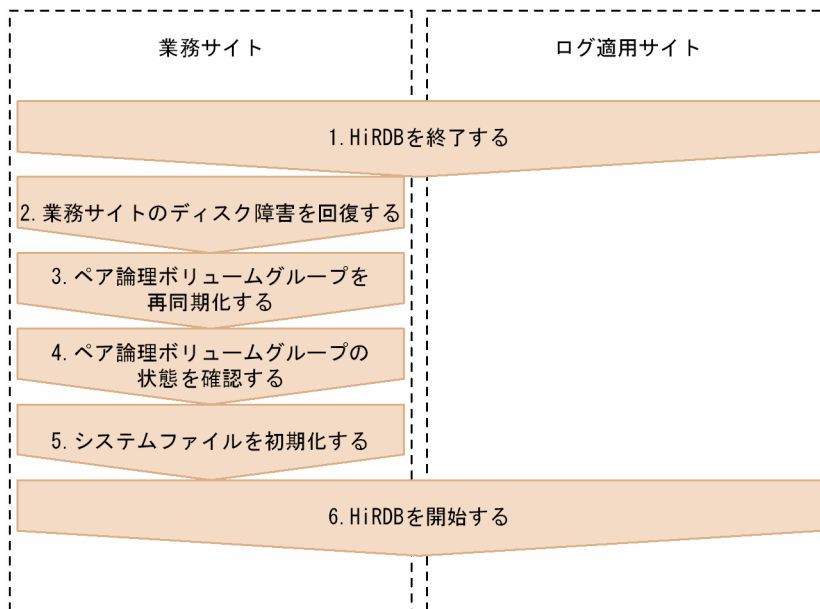 業務サイト
ログ適用サイト
1.HiRDBを終了する
2.業務サイトのディスク障害を回復する
3.ペア論理ボリュームグループを
再同期化する
4.ペア論理ボリュームグループの
状態を確認する
5.システムファイルを初期化する
6.HiRDBを開始する